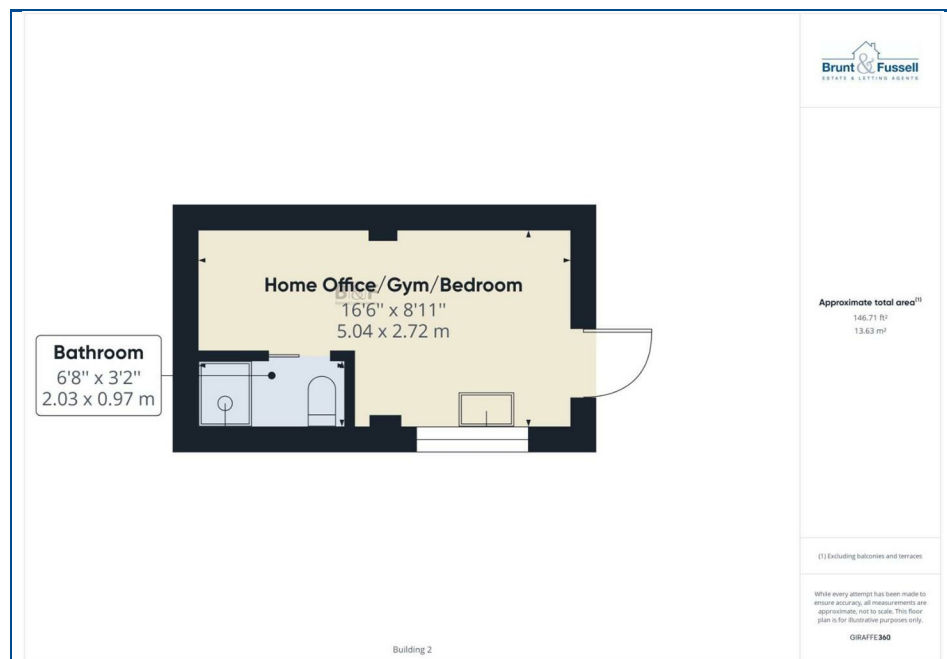 Brunt & Fussell
ESTATE & LETTING AGENTS
Home Office/Gym/Bedroom
16'6" x 8'11"
5.04 x 2.72 m
B&F
Bathroom
6'8" x 3'2"
2.03 x 0.97 m
Approximate total area(1)
146.71 ft²
13.63 m²
(1) Excluding balconies and terraces
While every attempt has been made to
ensure accuracy, all measurements are
approximate, not to scale. This floor
plan is for illustrative purposes only.
GIRAFFE360
Building 2